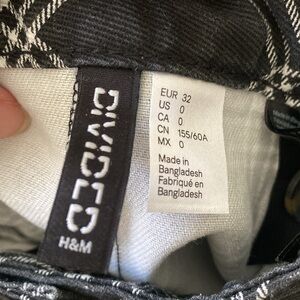 DIVIDED
H&M
EUR 32
US 0
CA 0
CN 155/60A
MX 0
Made in
Bangladesh
Fabriqué en
Bangladesh